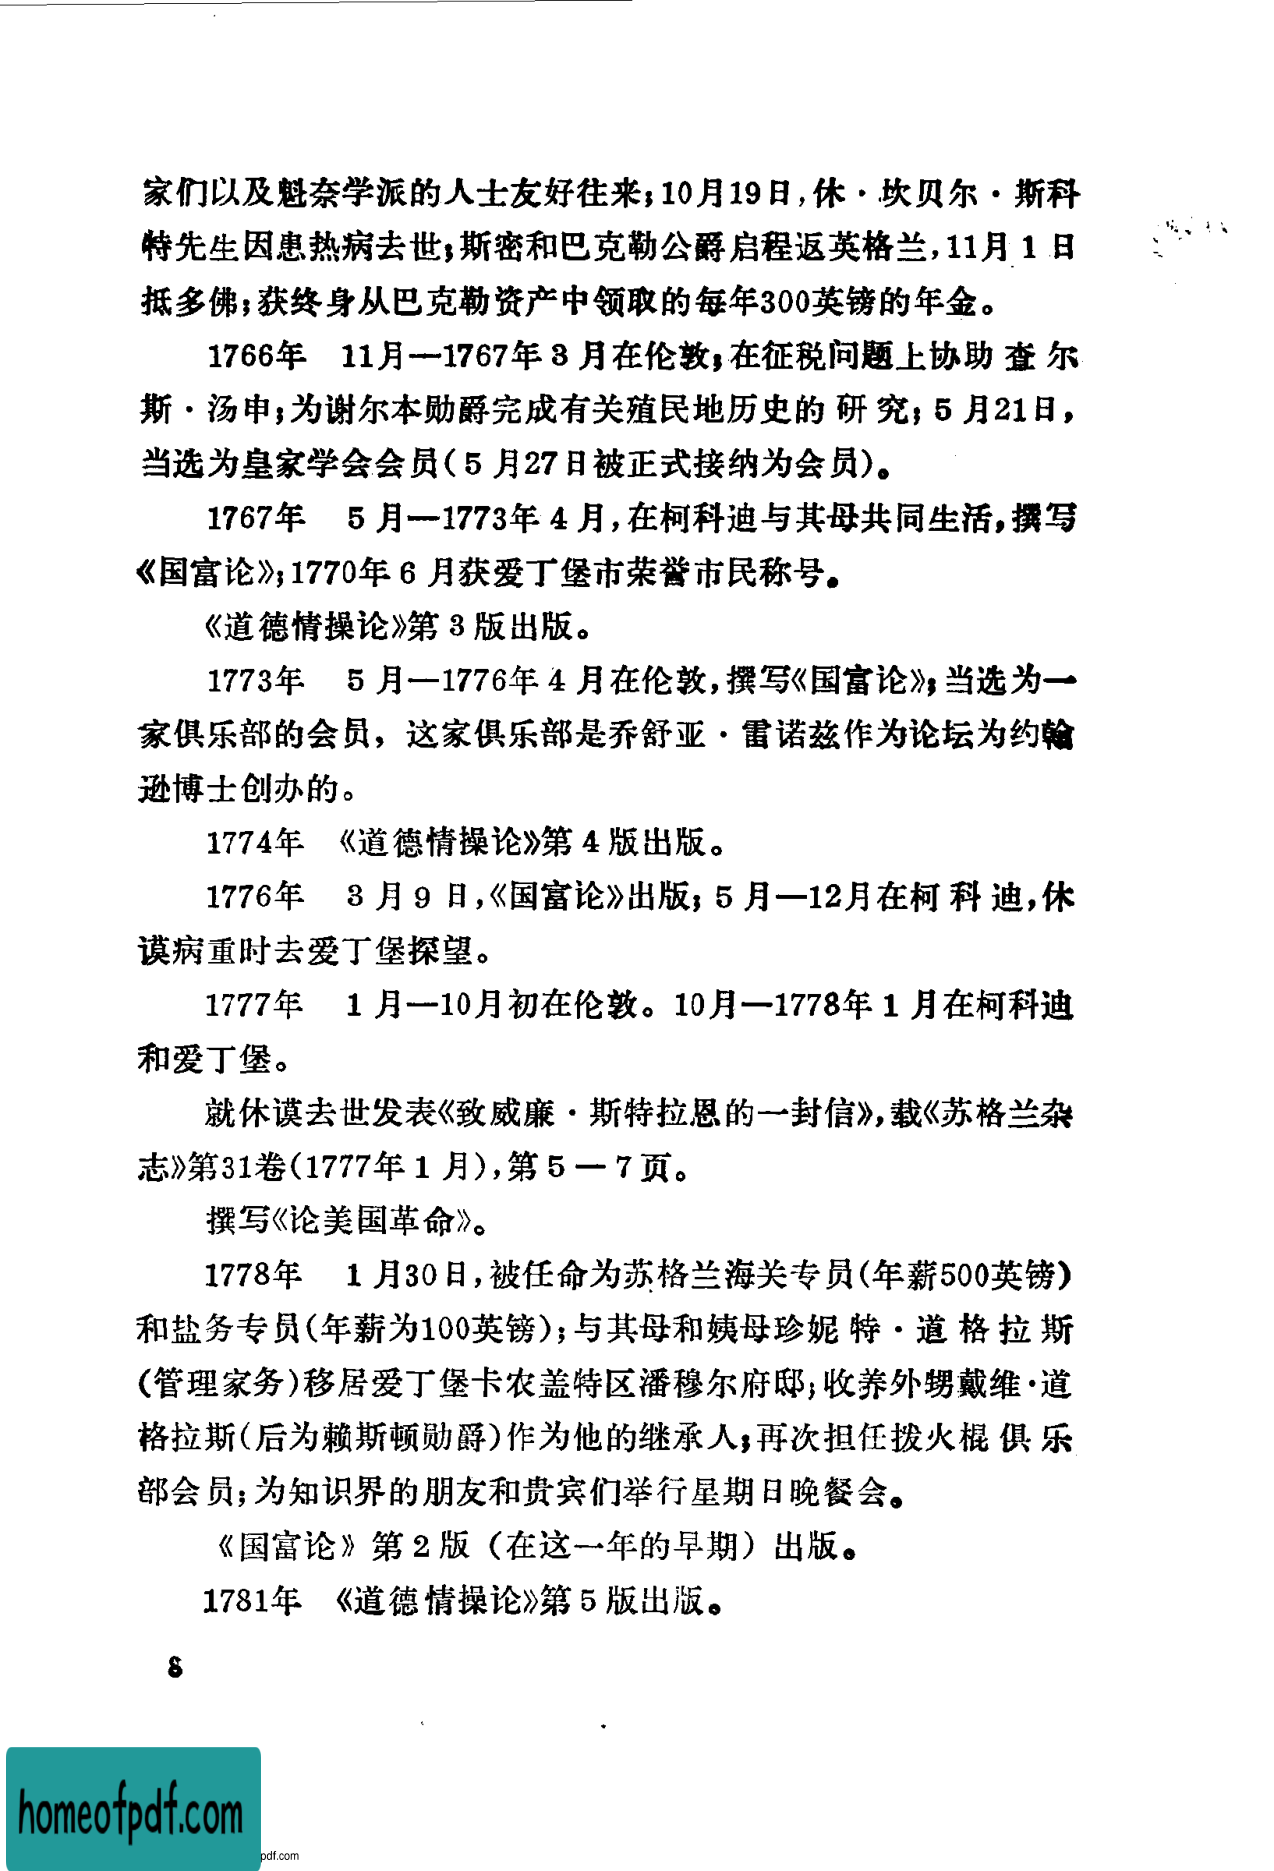 家们以及魁奈学派的人士友好往来;10月19日,休·坎贝尔·斯科
特先生因患热病去世;斯密和巴克勒公爵启程返英格兰,11月1日
抵多佛;获终身从巴克勒资产中领取的每年300英镑的年金。
1766年 11月—1767年3月在伦敦;在征税问题上协助查尔
斯·汤申;为谢尔本勋爵完成有关殖民地历史的研究;5月21日,
当选为皇家学会会员(5月27日被正式接纳为会员)。
1767年 5月—1773年4月,在柯科迪与其母共同生活,撰写
《国富论》;1770年6月获爱丁堡市荣誉市民称号。
《道德情操论》第3版出版。
1773年 5月—1776年4月在伦敦,撰写《国富论》;当选为一
家俱乐部的会员,这家俱乐部是乔舒亚·雷诺兹作为论坛为约翰
逊博士创办的。
1774年 《道德情操论》第4版出版。
1776年 3月9日,《国富论》出版;5月—12月在柯科迪,休
谟病重时去爱丁堡探望。
1777年 1月—10月初在伦敦。10月—1778年1月在柯科迪
和爱丁堡。
就休谟去世发表《致威廉·斯特拉恩的一封信》,载《苏格兰杂
志》第31卷(1777年1月),第5—7页。
撰写《论美国革命》。
1778年 1月30日,被任命为苏格兰海关专员(年薪500英镑)
和盐务专员(年薪为100英镑);与其母和姨母珍妮特·道格拉斯
(管理家务)移居爱丁堡卡农盖特区潘穆尔府邸;收养外甥戴维·道
格拉斯(后为赖斯顿勋爵)作为他的继承人;再次担任拨火棍俱乐
部会员;为知识界的朋友和贵宾们举行星期日晚餐会。
《国富论》第2版(在这一年的早期)出版。
1781年 《道德情操论》第5版出版。
8
homeofpdf.com
pdf.com